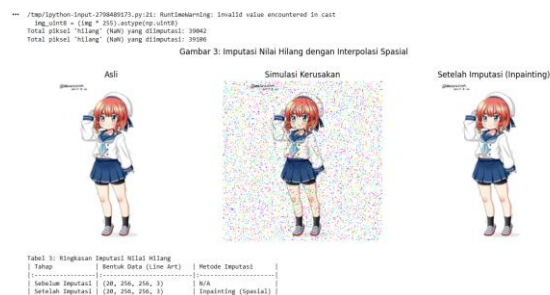 /tmp/ipython-input-2798489173.py:21: RuntimeWarning: invalid value encountered in cast
img_uint8 = (img * 255).astype(np.uint8)
Total piksel 'hilang' (NaN) yang diimputasi: 39042
Total piksel 'hilang' (NaN) yang diimputasi: 39106
Gambar 3: Imputasi Nilai Hilang dengan Interpolasi Spasial
Asli Simulasi Kerusakan Setelah Imputasi (Inpainting)
Tabel 3: Ringkasan Imputasi Nilai Hilang
| Tahap | Bentuk Data (Line Art) | Metode Imputasi |
|:-----------------|:-----------------------|:---------------------|
| Sebelum Imputasi | (20, 256, 256, 3) | N/A |
| Setelah Imputasi | (20, 256, 256, 3) | Inpainting (Spasial) |